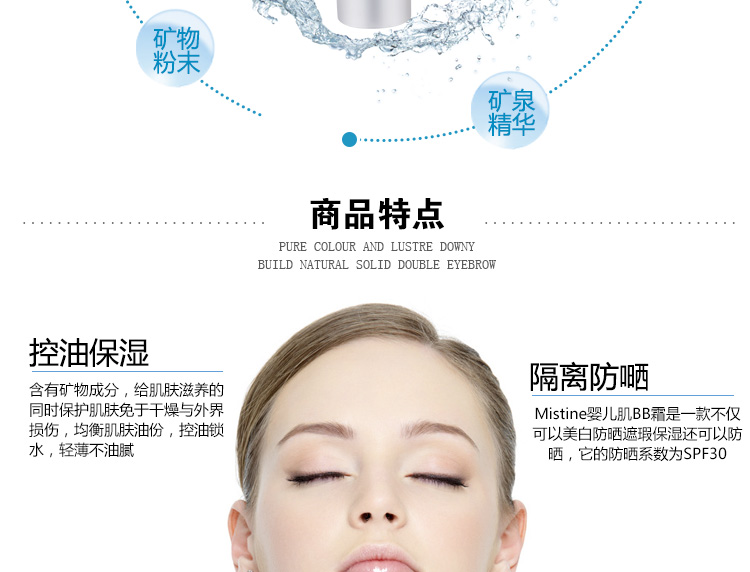 矿物
粉末
矿泉
精华
商品特点
PURE COLOUR AND LUSTRE DOWNY
BUILD NATURAL SOLID DOUBLE EYEBROW
控油保湿
含有矿物成分，给肌肤滋养的
同时保护肌肤免于干燥与外界
损伤，均衡肌肤油份，控油锁
水，轻薄不油腻
隔离防嗮
Mistine婴儿肌BB霜是一款不仅
可以美白防嗮遮瑕保湿还可以防
嗮，它的防嗮系数为SPF30